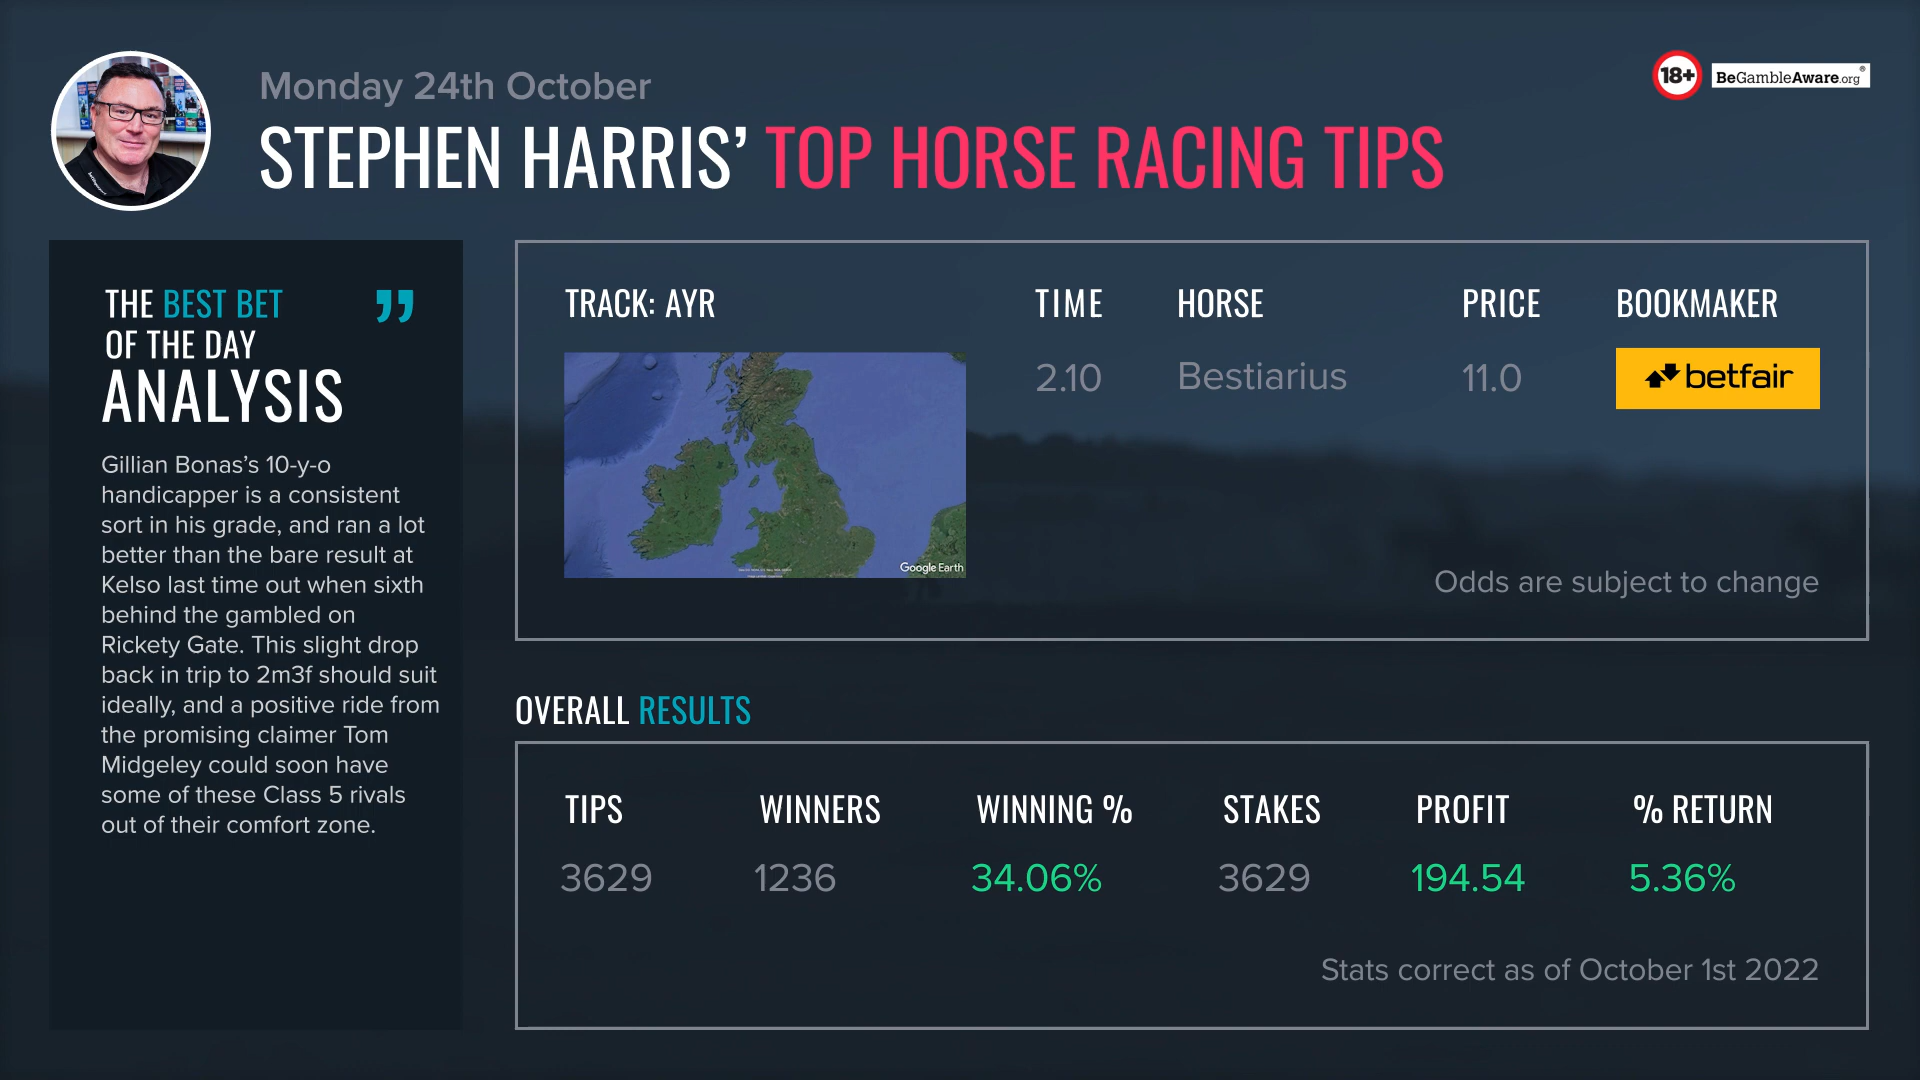 Monday 24th October
STEPHEN HARRIS’ TOP HORSE RACING TIPS
18+
BeGambleAware.org®
THE BEST BET
OF THE DAY
ANALYSIS
”
Gillian Bonas’s 10-y-o
handicapper is a consistent
sort in his grade, and ran a lot
better than the bare result at
Kelso last time out when sixth
behind the gambled on
Rickety Gate. This slight drop
back in trip to 2m3f should suit
ideally, and a positive ride from
the promising claimer Tom
Midgeley could soon have
some of these Class 5 rivals
out of their comfort zone.
TRACK: AYR
Google Earth
TIME HORSE PRICE BOOKMAKER
2.10 Bestiarius 11.0 betfair
Odds are subject to change
OVERALL RESULTS
TIPS WINNERS WINNING % STAKES PROFIT % RETURN
3629 1236 34.06% 3629 194.54 5.36%
Stats correct as of October 1st 2022